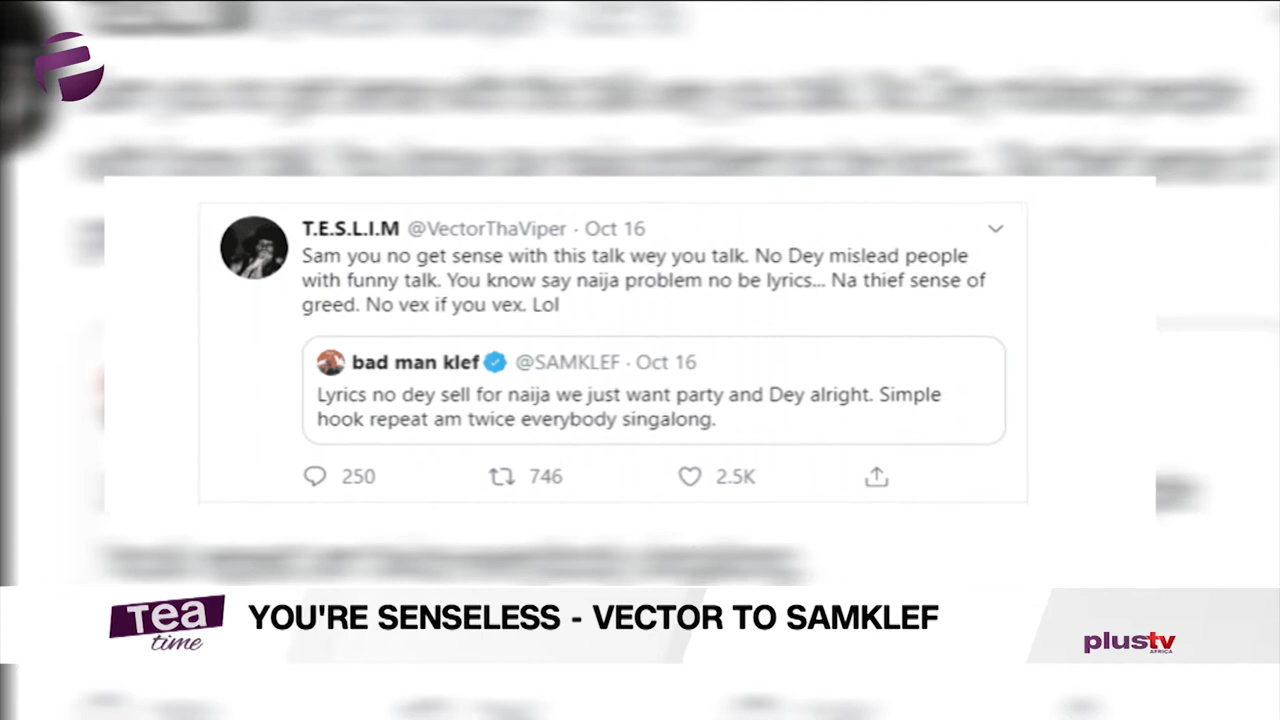 T.E.S.L.I.M @VectorThaViper · Oct 16
Sam you no get sense with this talk wey you talk. No Dey mislead people
with funny talk. You know say naija problem no be lyrics... Na thief sense of
greed. No vex if you vex. Lol
bad man klef @SAMKLEF · Oct 16
Lyrics no dey sell for naija we just want party and Dey alright. Simple
hook repeat am twice everybody singalong.
250 746 2.5K
Tea
time
YOU'RE SENSELESS - VECTOR TO SAMKLEF
plustv
AFRICA